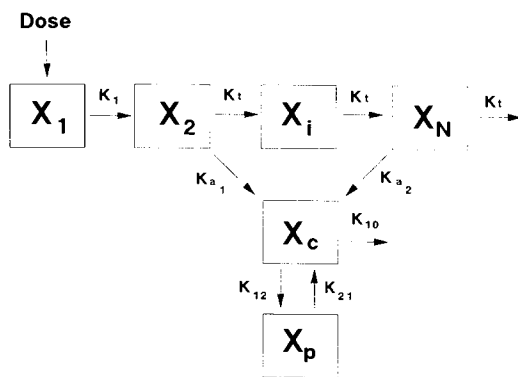 Dose
X1 K1 X2 Kt Xi Kt XN Kt
Ka1 Ka2
Xc K10
K12 K21
Xp